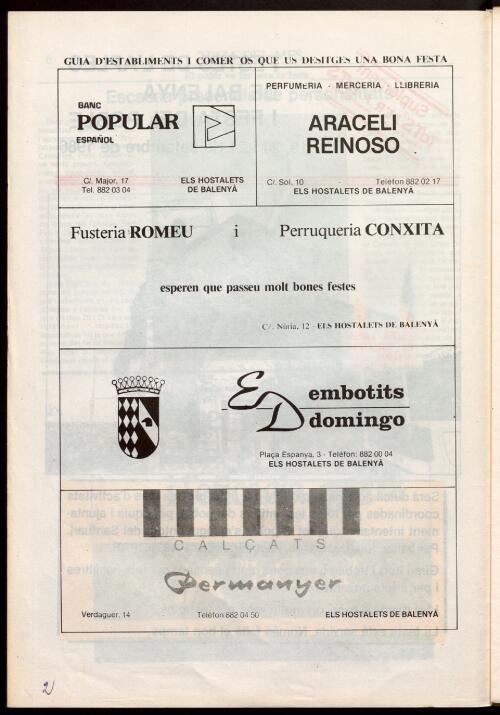 GUIA D'ESTABLIMENTS I COMERÇOS QUE US DESITGES UNA BONA FESTA
BANC
POPULAR
ESPAÑOL
C/. Major, 17
Tel. 882 03 04
ELS HOSTALETS
DE BALENYÀ
PERFUMERIA - MERCERIA - LLIBRERIA
ARACELI
REINOSO
C/. Sol, 10 Telèfon 882 02 17
ELS HOSTALETS DE BALENYÀ
Fusteria ROMEU i Perruqueria CONXITA
esperen que passeu molt bones festes
C/. Núria, 12 - ELS HOSTALETS DE BALENYÀ
ED embotits
domingo
Plaça Espanya, 3 - Telèfon: 882 00 04
ELS HOSTALETS DE BALENYÀ
CALÇATS
Permanyer
Verdaguer, 14 Telèfon 882 04 50 ELS HOSTALETS DE BALENYÀ
2